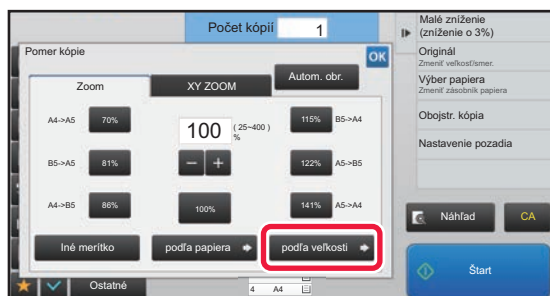 Počet kópií 1
Pomer kópie
OK
Zoom
XY ZOOM
Autom. obr.
A4->A5 70%
100 (25~400) %
115% B5->A4
B5->A5 81%
− +
122% A5->B5
A4->B5 86%
100%
141% A5->A4
Iné merítko
podľa papiera
podľa veľkosti
Ostatné
4 A4
Malé zníženie
(zníženie o 3%)
Originál
Zmeniť veľkosť/smer.
Výber papiera
Zmeniť zásobník papiera
Obojstr. kópia
Nastavenie pozadia
Náhľad
CA
Štart